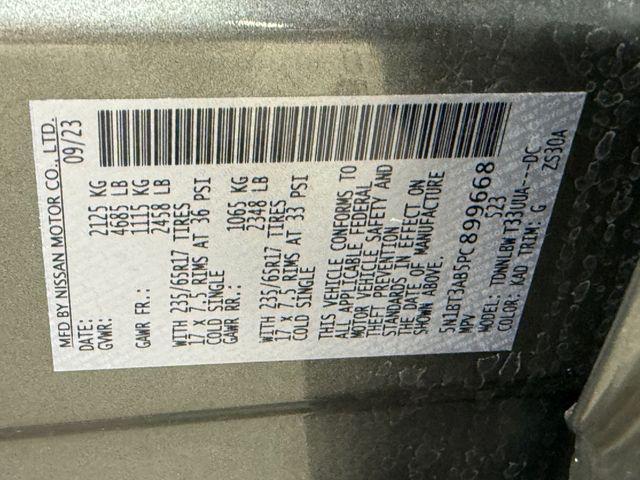 MFD BY NISSAN MOTOR CO., LTD.
DATE: 09/23
GVWR: 2125 KG
4685 LB
GAWR FR.: 1115 KG
2458 LB
WITH 235/65R17 TIRES
17 X 7.5 RIMS AT 36 PSI
COLD SINGLE
GAWR RR.: 1065 KG
2348 LB
WITH 235/65R17 TIRES
17 X 7.5 RIMS AT 33 PSI
COLD SINGLE
THIS VEHICLE CONFORMS TO
ALL APPLICABLE FEDERAL
MOTOR VEHICLE SAFETY AND
THEFT PREVENTION
STANDARDS IN EFFECT ON
THE DATE OF MANUFACTURE
SHOWN ABOVE.
5N1BT3AB5PC899668
MPV 523
MODEL: TDNNLBW T33UUA---DC
COLOR: KAD TRIM: G ZS30A